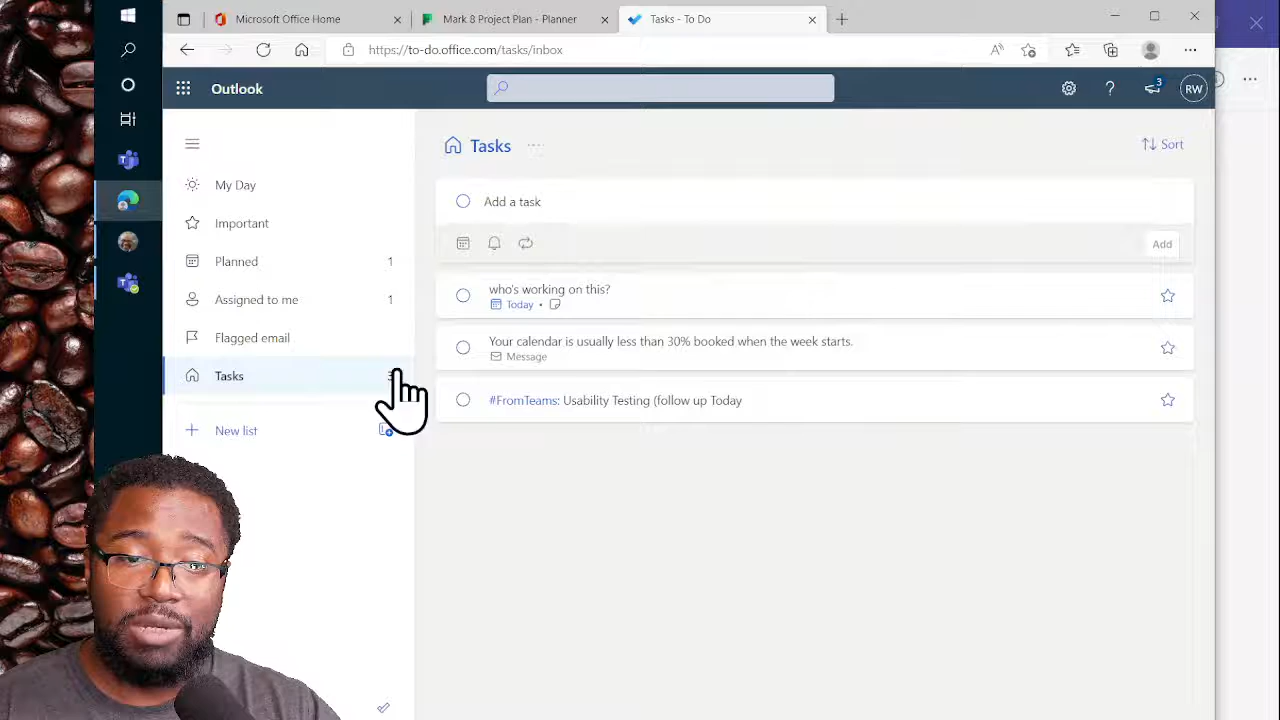 Microsoft Office Home
Mark 8 Project Plan - Planner
Tasks - To Do
https://to-do.office.com/tasks/inbox
Outlook
3
RW
Tasks
Sort
My Day
Important
Planned 1
Assigned to me 1
Flagged email
Tasks
New list
Add a task
Add
who's working on this?
Today
Your calendar is usually less than 30% booked when the week starts.
Message
#FromTeams: Usability Testing (follow up Today